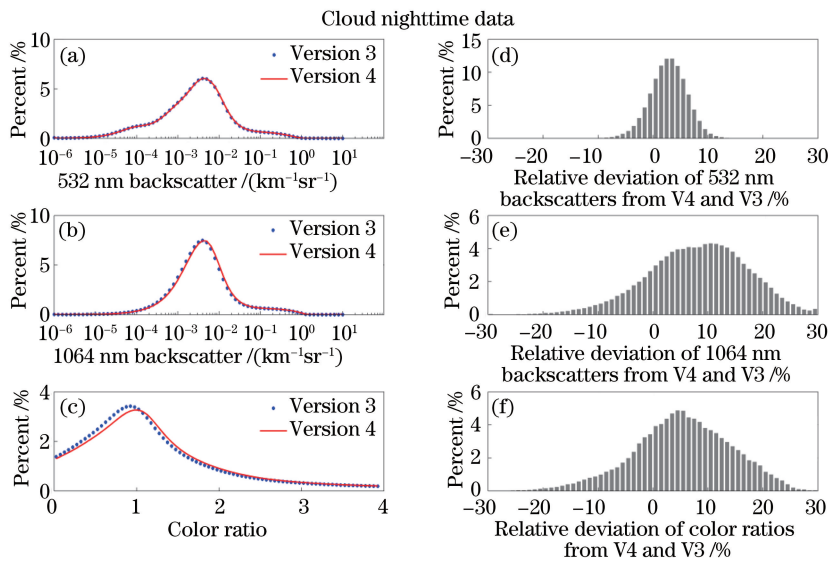 Cloud nighttime data
(a)
Version 3
Version 4
Percent /%
10
5
0
10⁻⁶ 10⁻⁵ 10⁻⁴ 10⁻³ 10⁻² 10⁻¹ 10⁰ 10¹
532 nm backscatter /(km⁻¹sr⁻¹)
(d)
Percent /%
15
10
5
0
−30 −20 −10 0 10 20 30
Relative deviation of 532 nm
backscatters from V4 and V3 /%
(b)
Version 3
Version 4
Percent /%
10
5
0
10⁻⁶ 10⁻⁵ 10⁻⁴ 10⁻³ 10⁻² 10⁻¹ 10⁰ 10¹
1064 nm backscatter /(km⁻¹sr⁻¹)
(e)
Percent /%
6
4
2
0
−30 −20 −10 0 10 20 30
Relative deviation of 1064 nm
backscatters from V4 and V3 /%
(c)
Version 3
Version 4
Percent /%
4
2
0
0 1 2 3 4
Color ratio
(f)
Percent /%
6
4
2
0
−30 −20 −10 0 10 20 30
Relative deviation of color ratios
from V4 and V3 /%